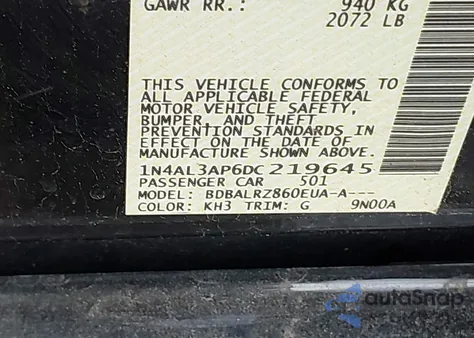 GAWR RR.: 940 KG
2072 LB
THIS VEHICLE CONFORMS TO
ALL APPLICABLE FEDERAL
MOTOR VEHICLE SAFETY,
BUMPER, AND THEFT
PREVENTION STANDARDS IN
EFFECT ON THE DATE OF
MANUFACTURE SHOWN ABOVE.
1N4AL3AP6DC219645
PASSENGER CAR 501
MODEL: BDBALRZ860EUA-A---
COLOR: KH3 TRIM: G 9N00A
autoSnap
by CARFAST